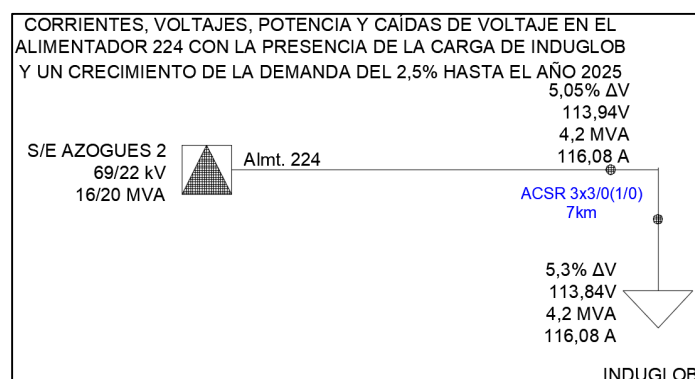 CORRIENTES, VOLTAJES, POTENCIA Y CAÍDAS DE VOLTAJE EN EL
ALIMENTADOR 224 CON LA PRESENCIA DE LA CARGA DE INDUGLOB
Y UN CRECIMIENTO DE LA DEMANDA DEL 2,5% HASTA EL AÑO 2025
5,05% ΔV
113,94V
4,2 MVA
116,08 A
S/E AZOGUES 2
69/22 kV
16/20 MVA
Almt. 224
ACSR 3x3/0(1/0)
7km
5,3% ΔV
113,84V
4,2 MVA
116,08 A
INDUGLOB